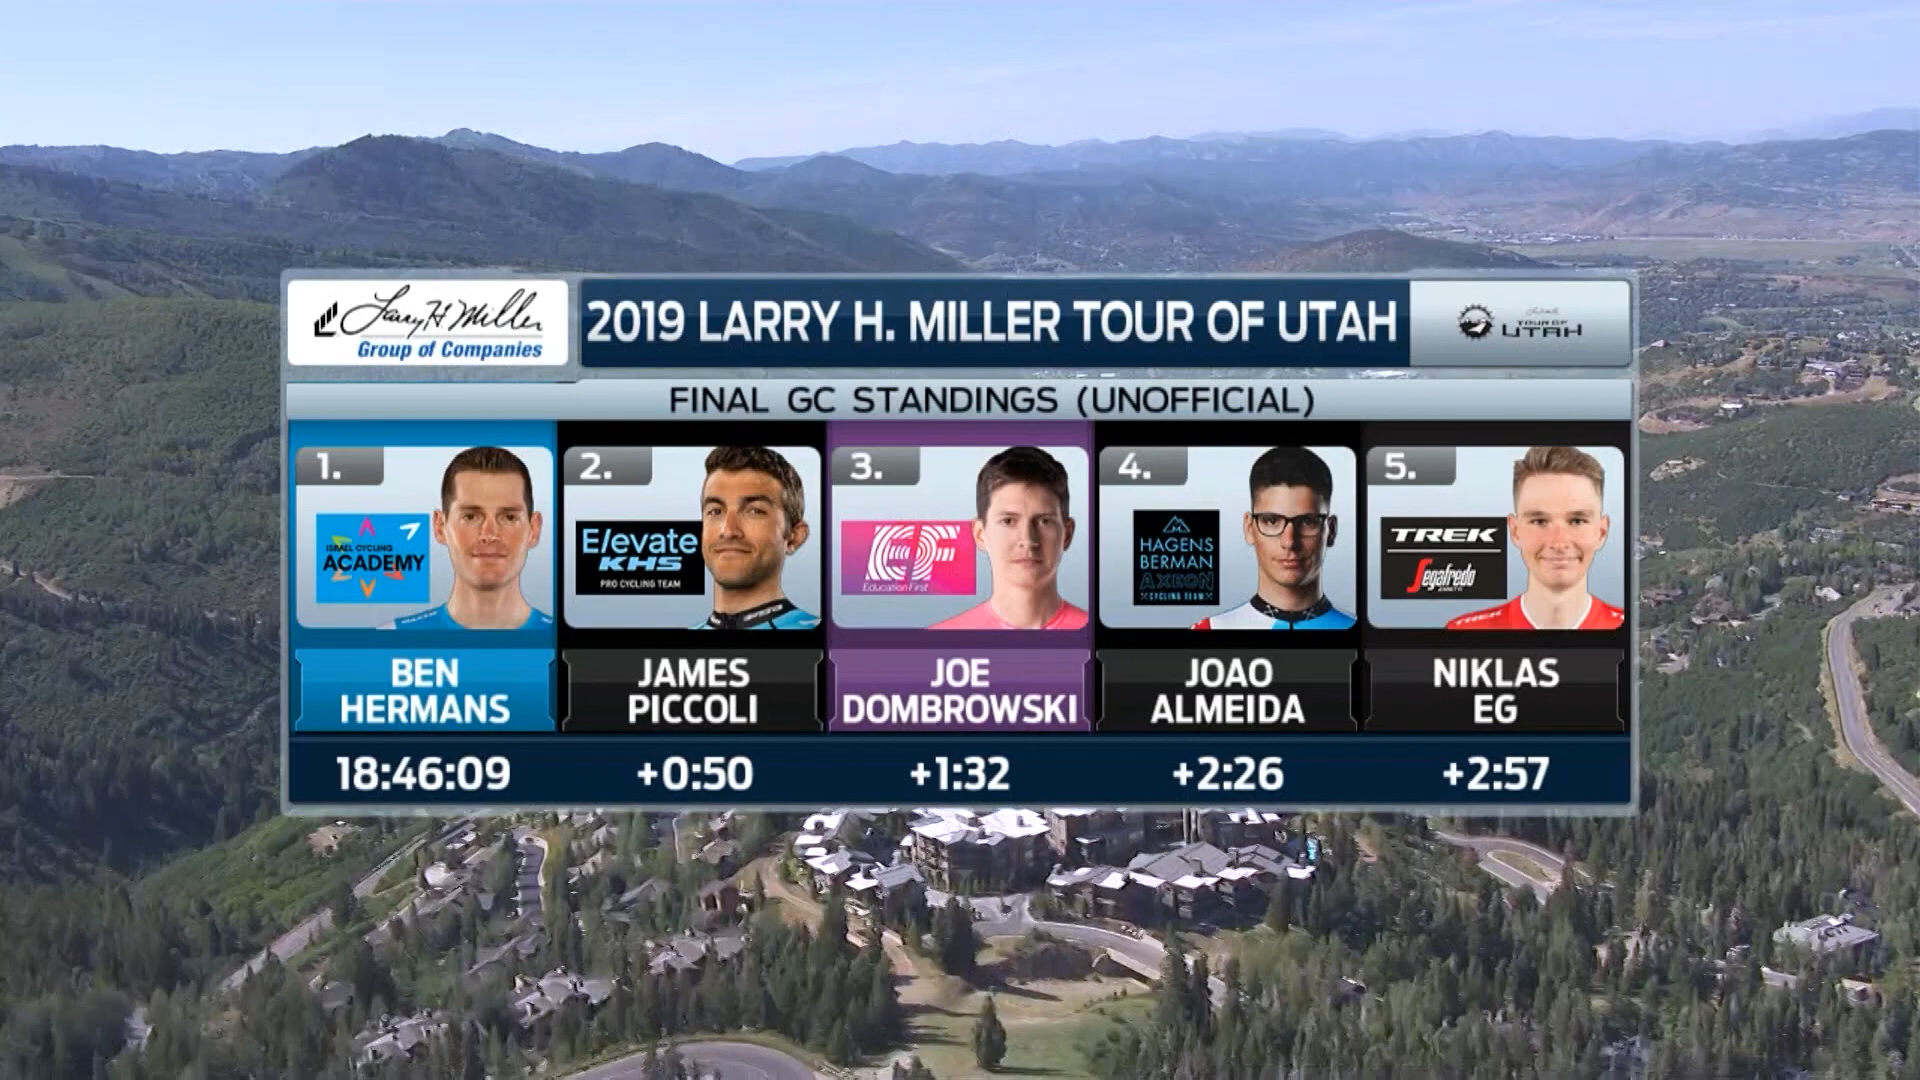 Larry H. Miller
Group of Companies
2019 LARRY H. MILLER TOUR OF UTAH
TOUR OF
UTAH
FINAL GC STANDINGS (UNOFFICIAL)
1.
ISRAEL CYCLING
ACADEMY
BEN
HERMANS
18:46:09
2.
Elevate
KHS
PRO CYCLING TEAM
JAMES
PICCOLI
+0:50
3.
EF
Education First
JOE
DOMBROWSKI
+1:32
4.
HAGENS
BERMAN
AXEON
CYCLING TEAM
JOAO
ALMEIDA
+2:26
5.
TREK
Segafredo
TREK
NIKLAS
EG
+2:57